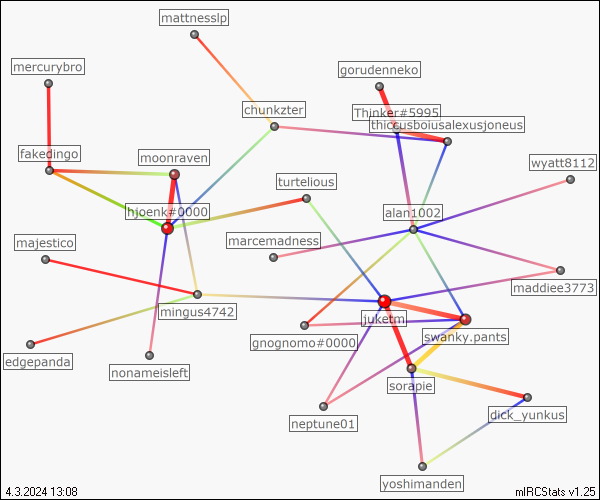 mattnesslp
mercurybro
gorudenneko
chunkzter
Thinker#5995
thiccusboiusalexusjoneus
fakedingo
moonraven
wyatt8112
turtelious
hjoenk#0000
alan1002
majestico
marcemadness
maddiee3773
mingus4742
juketm
swanky.pants
gnognomo#0000
edgepanda
nonameisleft
sorapie
dick_yunkus
neptune01
yoshimanden
4.3.2024 13:08
mIRCStats v1.25